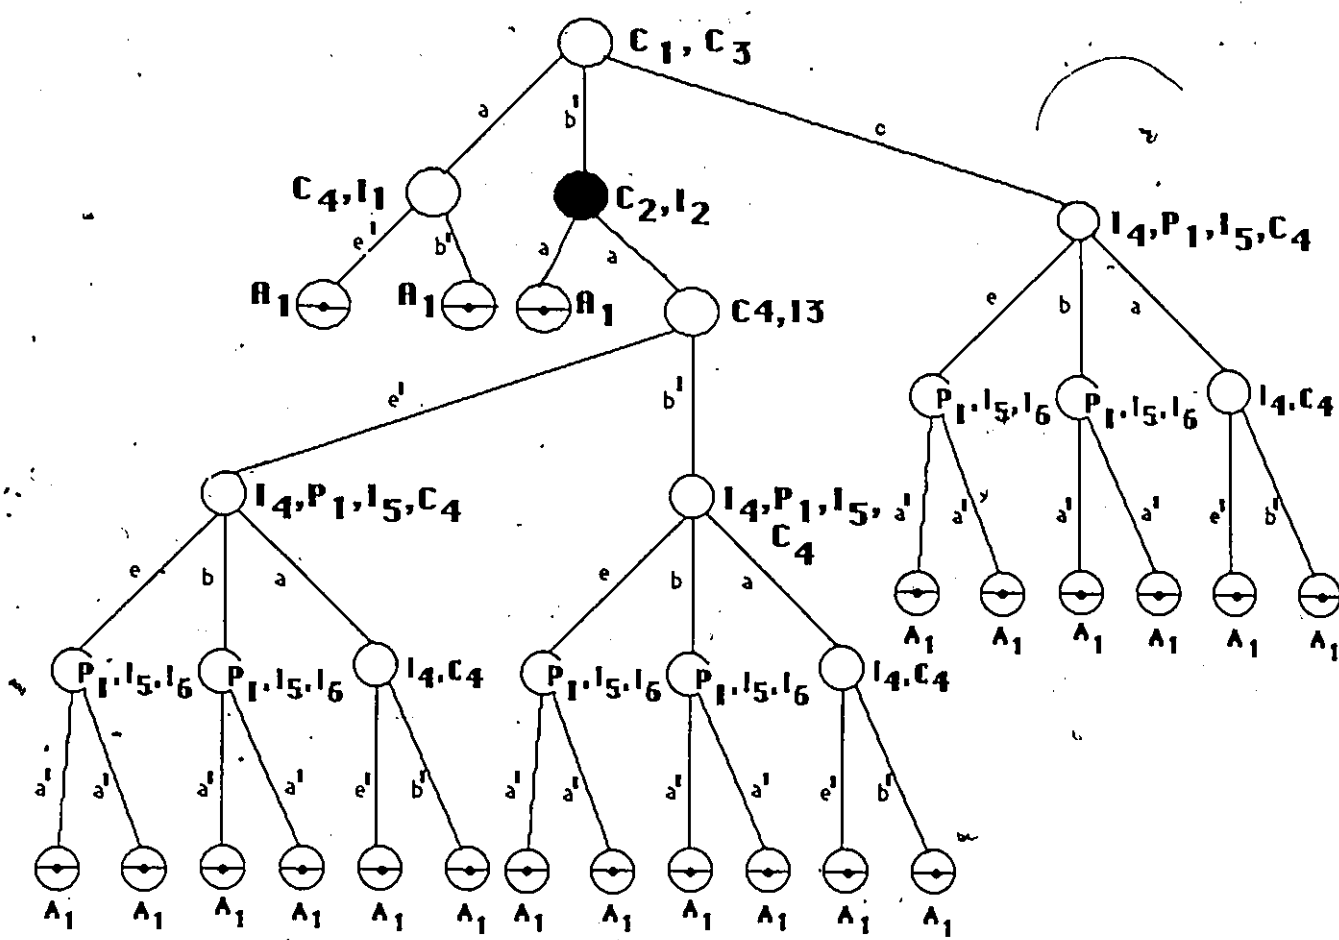 C1, C3
a b' c
C4, I1 C2, I2 I4, P1, I5, C4
e' b' a a
A1 A1 A1 C4, I3
e b a
e' b'
P1, I5, I6 P1, I5, I6 I4, C4
I4, P1, I5, C4 I4, P1, I5, C4
a' a' a' a' e' b'
e b a e b a
A1 A1 A1 A1 A1 A1
P1, I5, I6 P1, I5, I6 I4, C4 P1, I5, I6 P1, I5, I6 I4, C4
a' a' a' a' e' b' a' a' a' a' e' b'
A1 A1 A1 A1 A1 A1 A1 A1 A1 A1 A1 A1